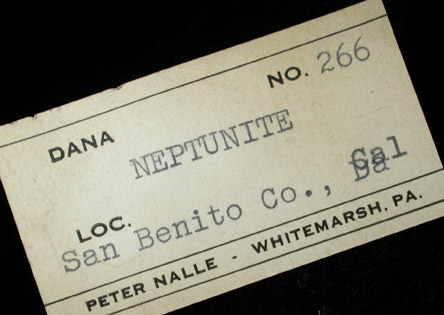 NO. 266
DANA
NEPTUNITE
LOC.
San Benito Co., Cal
PETER NALLE - WHITEMARSH, PA.